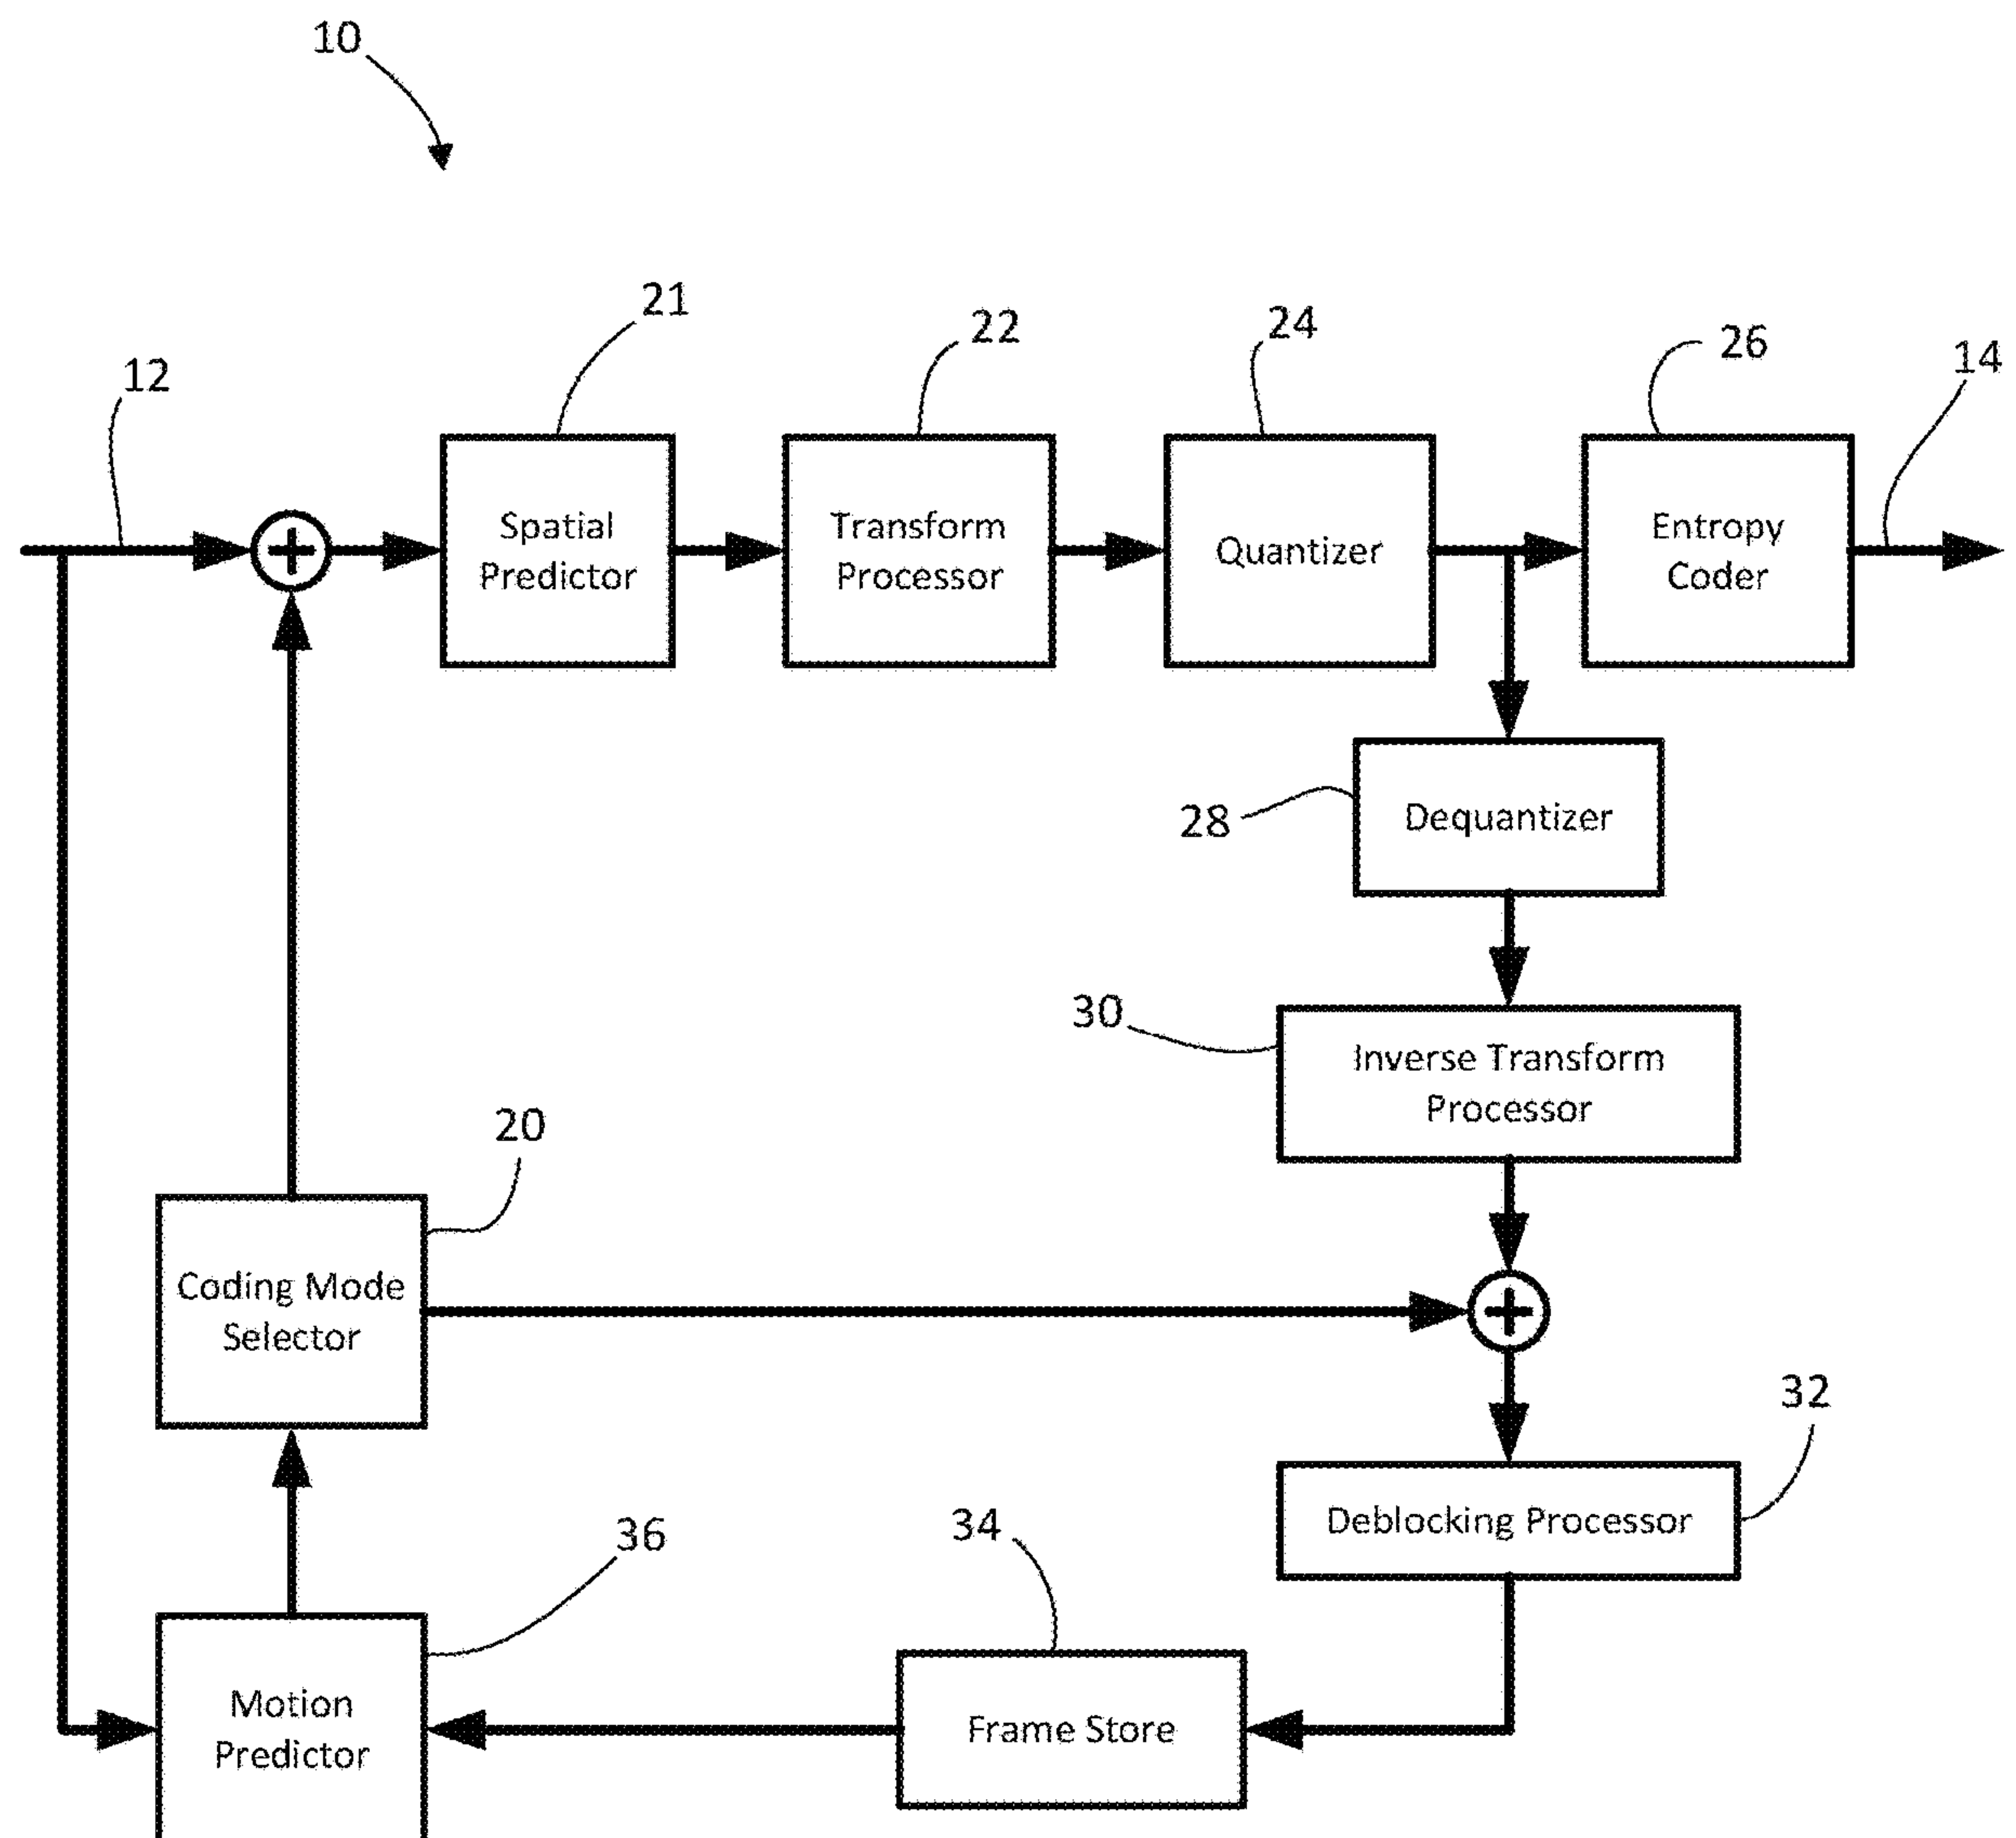 10
21
22
24
26
14
12
Spatial
Predictor
Transform
Processor
Quantizer
Entropy
Coder
28
Dequantizer
30
Inverse Transform
Processor
20
Coding Mode
Selector
32
Deblocking Processor
34
36
Motion
Predictor
Frame Store